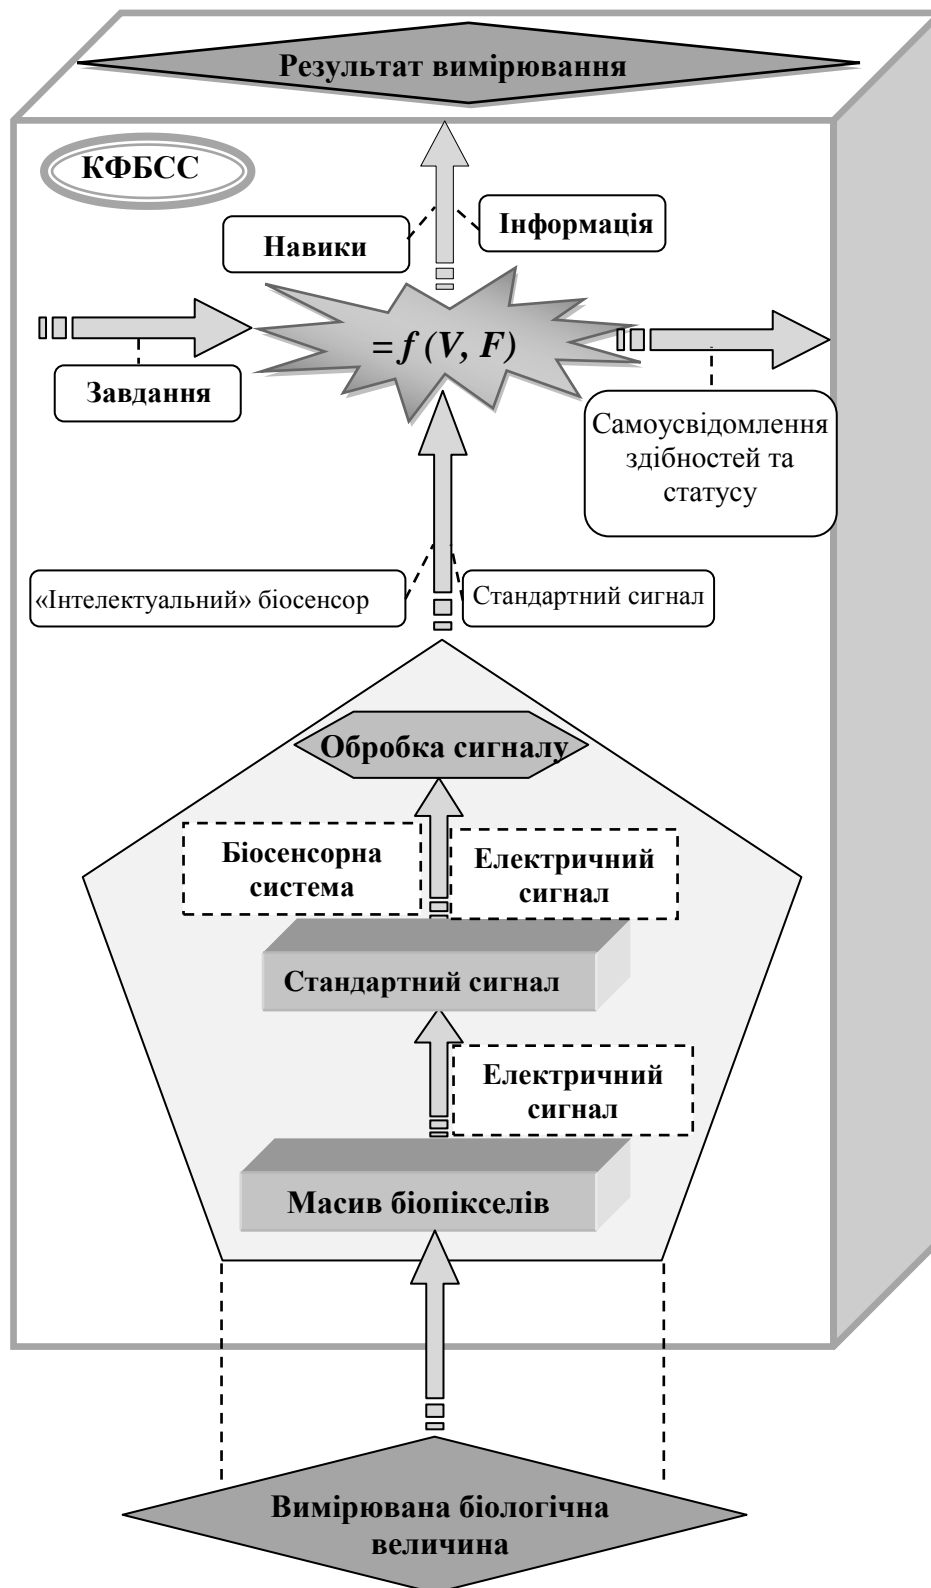 Результат вимірювання
КФБСС
Навики
Інформація
= f (V, F)
Завдання
Самоусвідомлення
здібностей та
статусу
«Інтелектуальний» біосенсор
Стандартний сигнал
Обробка сигналу
Біосенсорна
система
Електричний
сигнал
Стандартний сигнал
Електричний
сигнал
Масив біопікселів
Вимірювана біологічна
величина